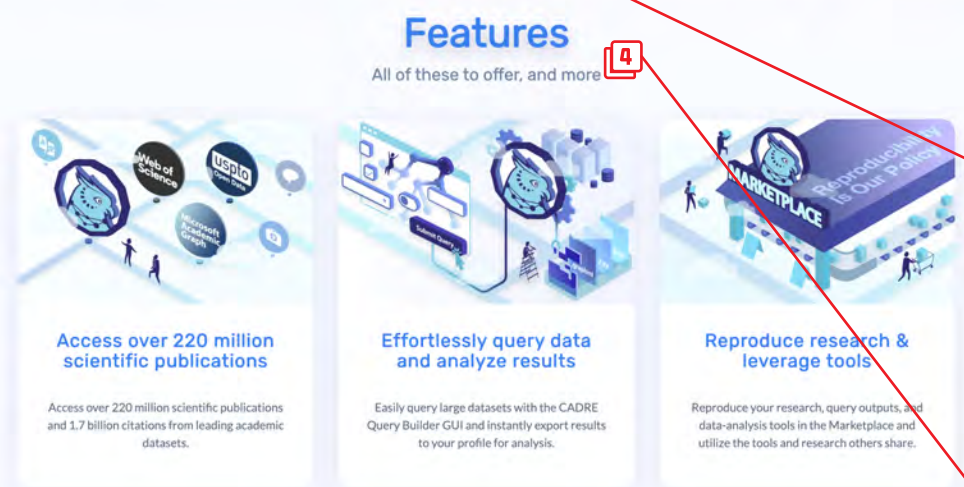 Features
All of these to offer, and more
4
Web of
Science
uspto
Open Data
Microsoft
Academic
Graph
Submit Query
MARKETPLACE
Reproducibility
Is Our Policy
Access over 220 million
scientific publications
Effortlessly query data
and analyze results
Reproduce research &
leverage tools
Access over 220 million scientific publications
and 1.7 billion citations from leading academic
datasets.
Easily query large datasets with the CADRE
Query Builder GUI and instantly export results
to your profile for analysis.
Reproduce your research, query outputs, and
data-analysis tools in the Marketplace and
utilize the tools and research others share.